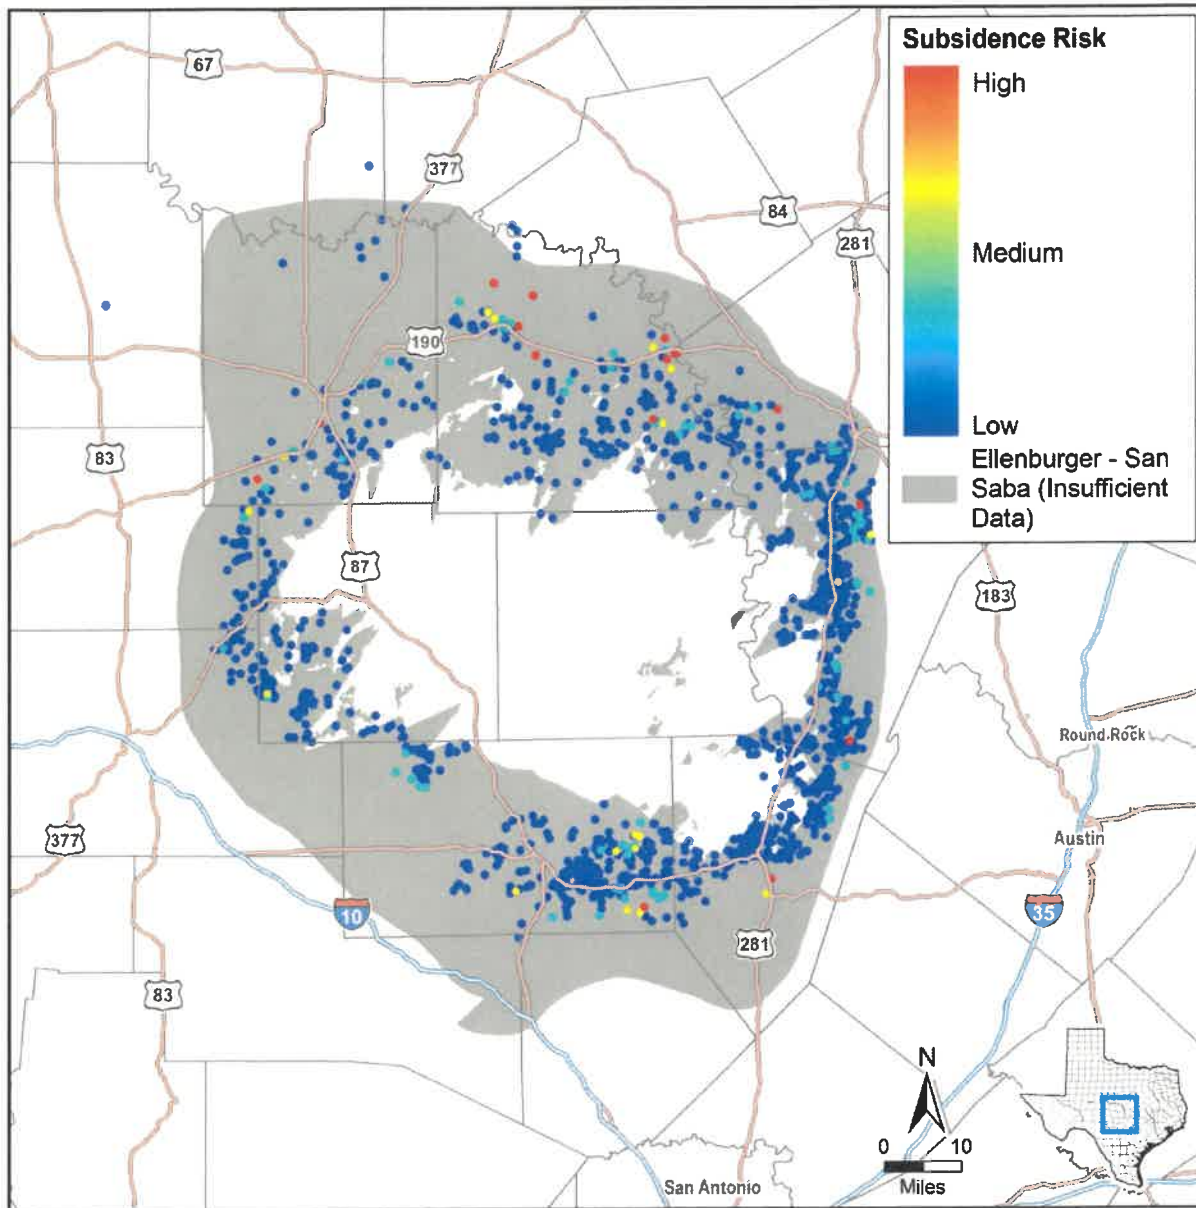 Subsidence Risk
High
Medium
Low
Ellenburger - San
Saba (Insufficient
Data)
67
377
84
281
190
83
87
183
Round Rock
Austin
377
10
35
281
83
N
0 10
Miles
San Antonio